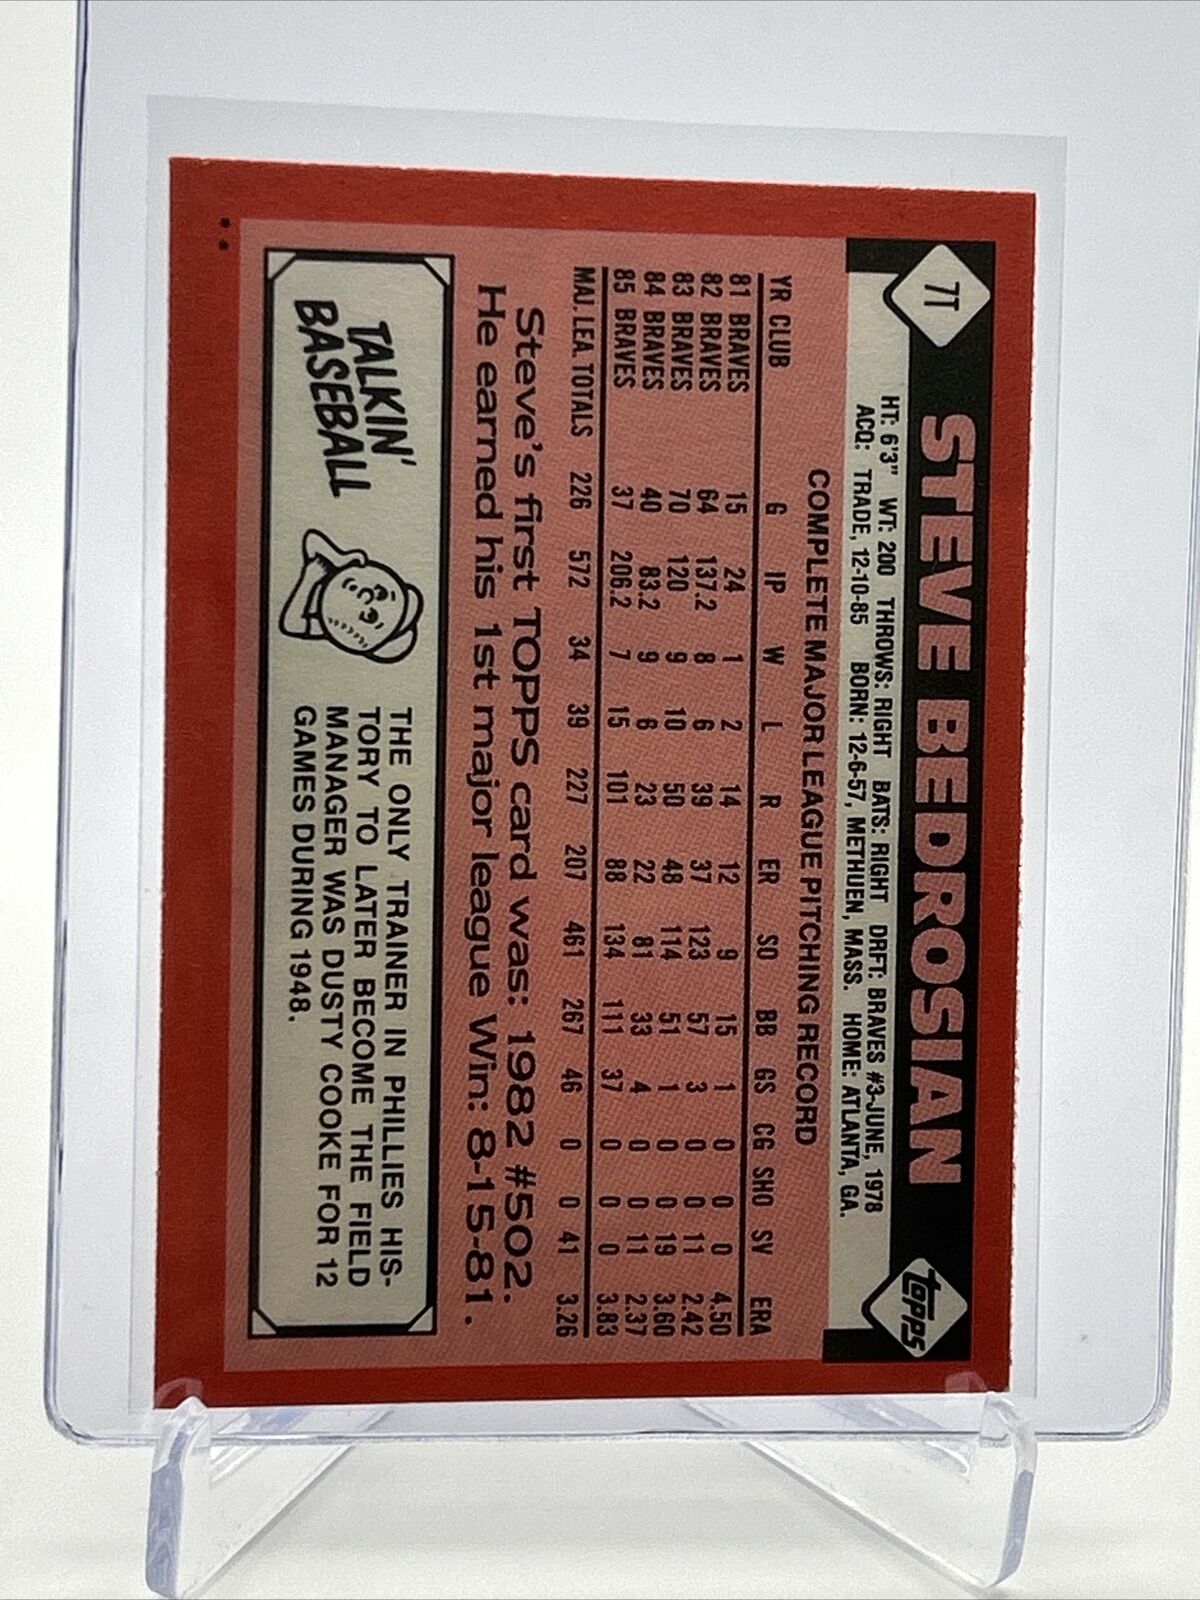 7T
STEVE BEDROSIAN
topps
HT: 6'3" WT: 200 THROWS: RIGHT BATS: RIGHT DRFT: BRAVES #3-JUNE, 1978
ACQ: TRADE, 12-10-85 BORN: 12-6-57, METHUEN, MASS. HOME: ATLANTA, GA.
COMPLETE MAJOR LEAGUE PITCHING RECORD
YR CLUB G IP W L R ER SO BB GS CG SHO SV ERA
81 BRAVES 15 24 1 2 14 12 9 15 1 0 0 0 4.50
82 BRAVES 64 137.2 8 6 39 37 123 57 3 0 0 11 2.42
83 BRAVES 70 120 9 10 50 48 114 51 1 0 0 19 3.60
84 BRAVES 40 83.2 9 6 23 22 81 33 4 0 0 11 2.37
85 BRAVES 37 206.2 7 15 101 88 134 111 37 0 0 0 3.83
MAJ. LEA. TOTALS 226 572 34 39 227 207 461 267 46 0 0 41 3.26
Steve's first TOPPS card was: 1982 #502.
He earned his 1st major league Win: 8-15-81.
TALKIN'
BASEBALL
THE ONLY TRAINER IN PHILLIES HIS-
TORY TO LATER BECOME THE FIELD
MANAGER WAS DUSTY COOKE FOR 12
GAMES DURING 1948.
**